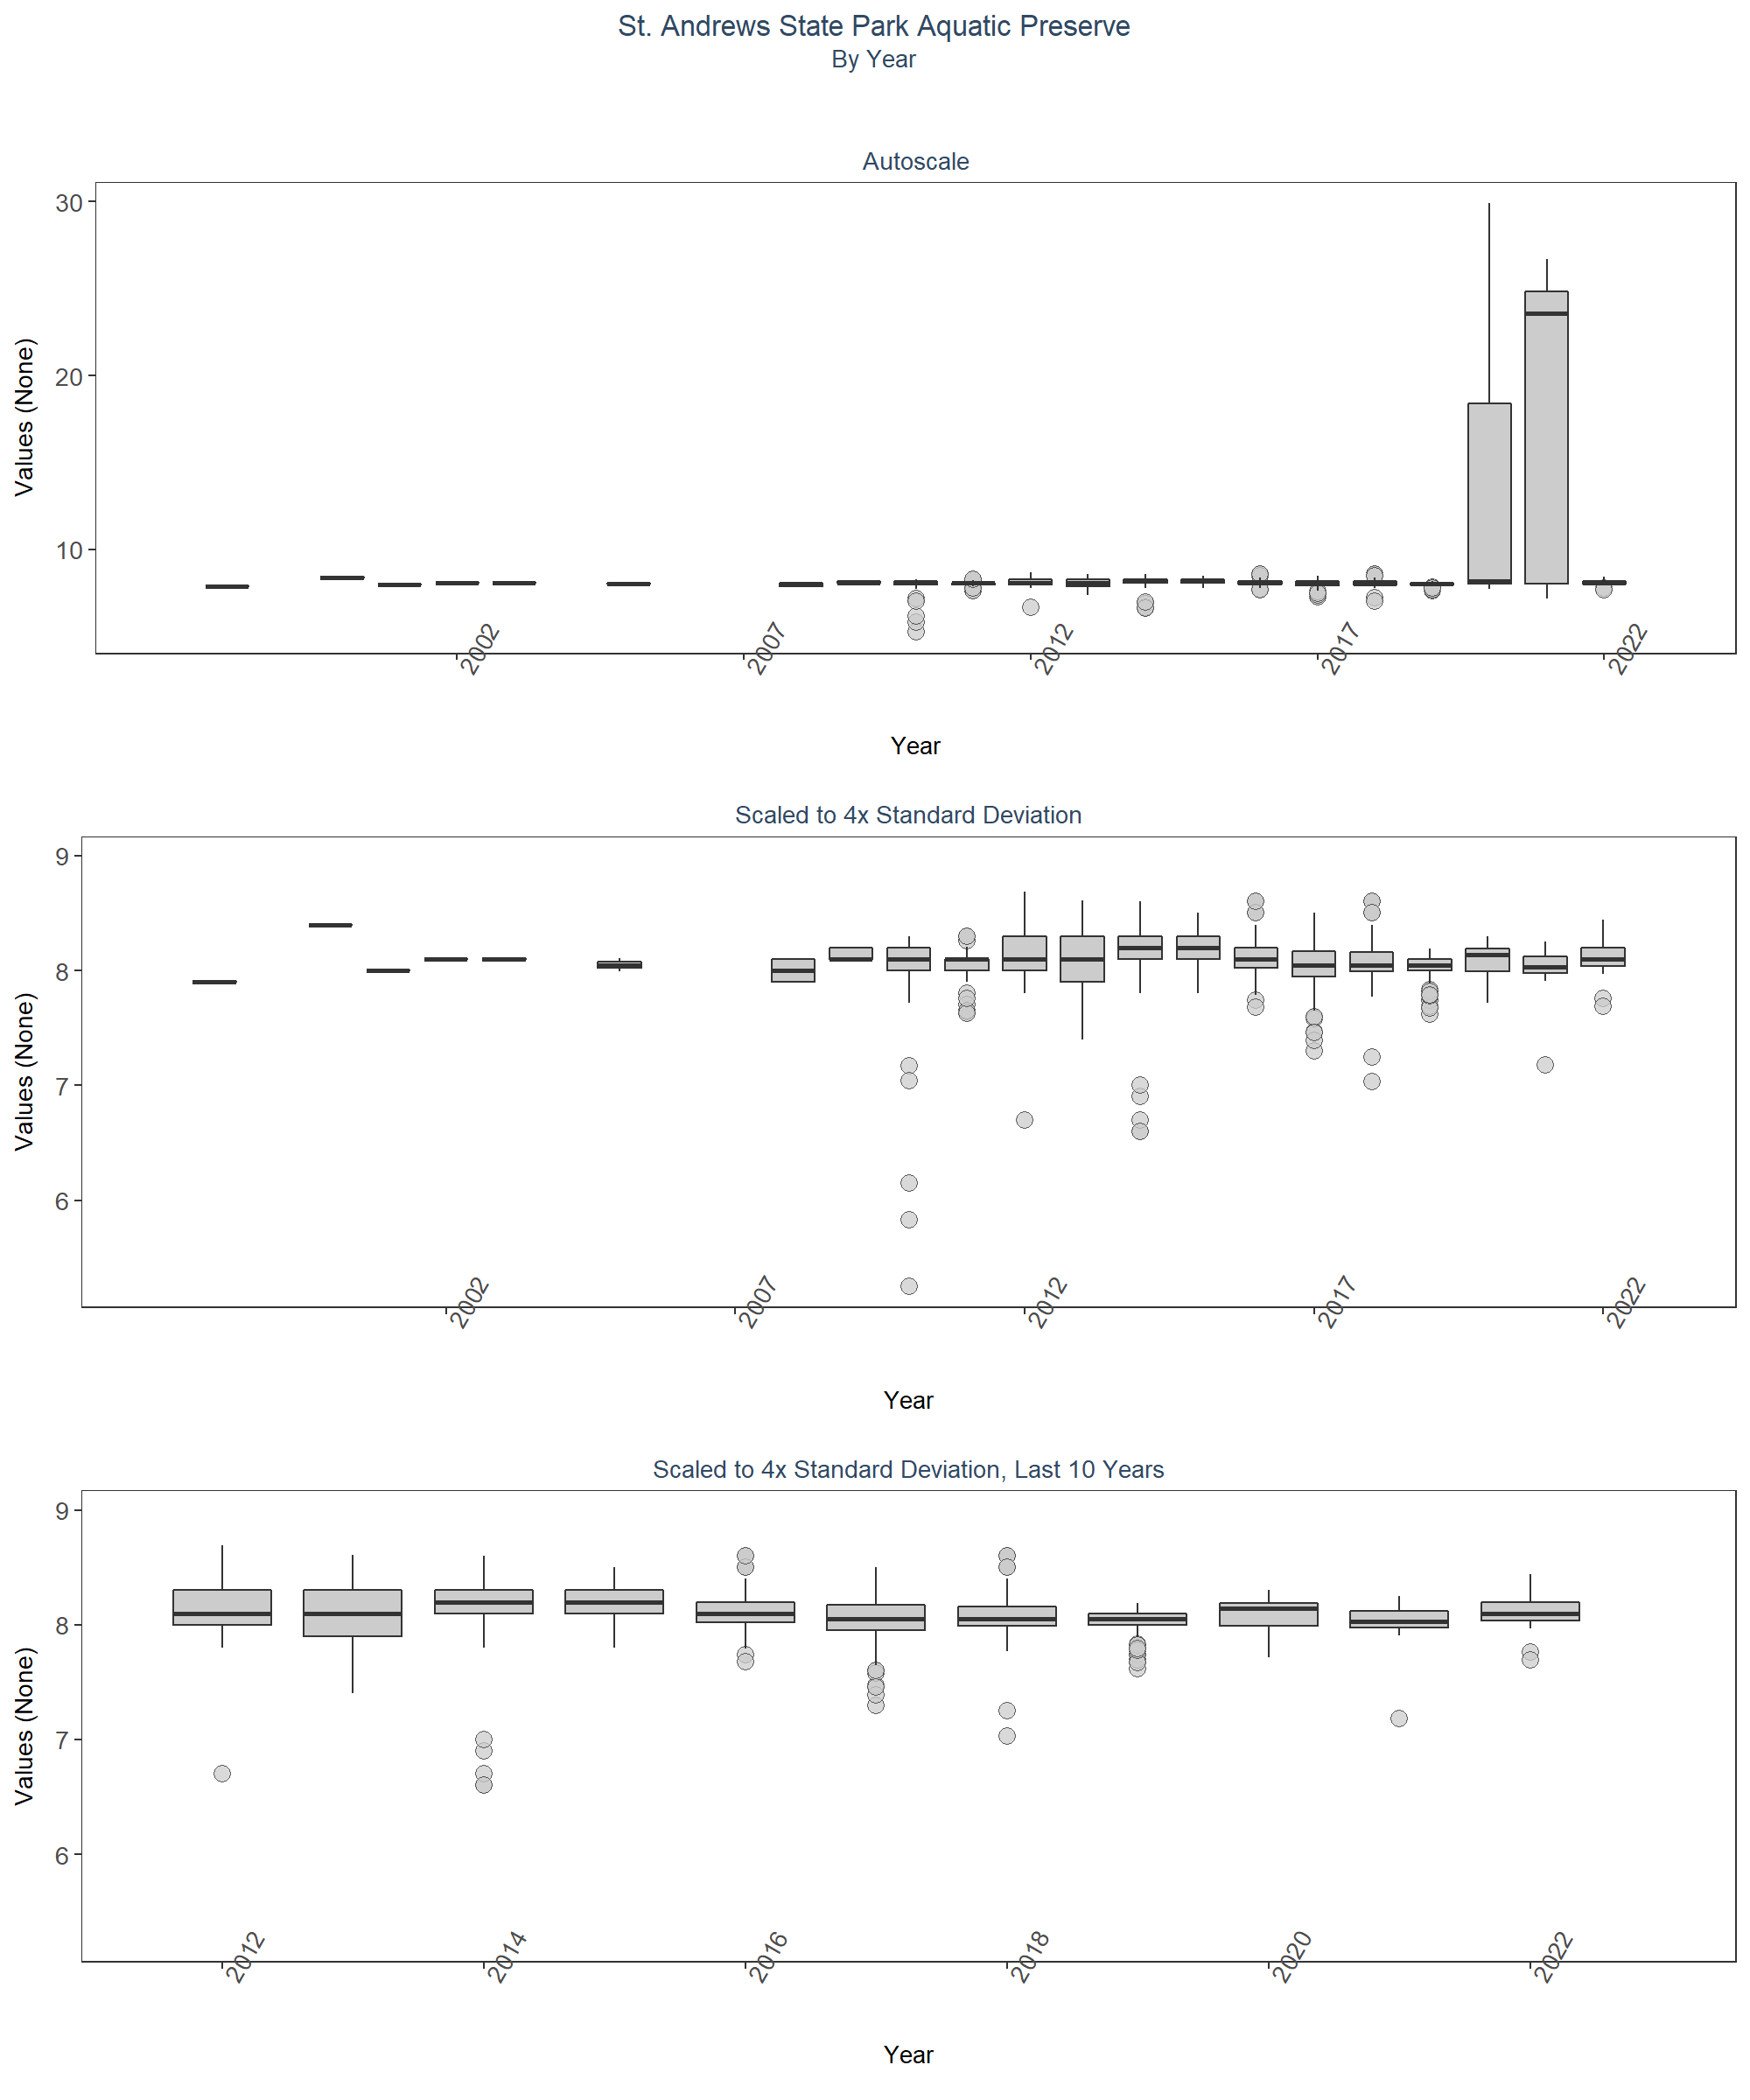 St. Andrews State Park Aquatic Preserve
By Year
Autoscale
Values (None)
30
20
10
2002
2007
2012
2017
2022
Year
Scaled to 4x Standard Deviation
Values (None)
9
8
7
6
2002
2007
2012
2017
2022
Year
Scaled to 4x Standard Deviation, Last 10 Years
Values (None)
9
8
7
6
2012
2014
2016
2018
2020
2022
Year